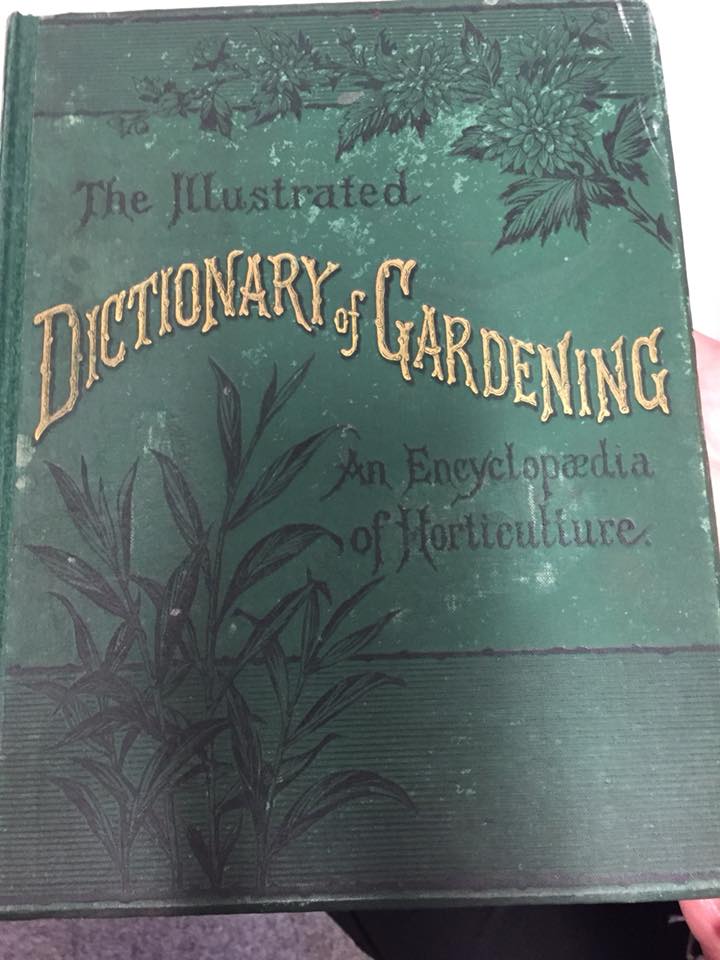 The Illustrated
DICTIONARY of GARDENING
An Encyclopædia
of Horticulture.